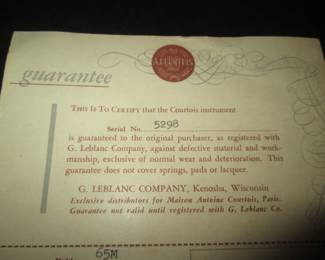 A.COURTOIS
guarantee
THIS IS TO CERTIFY that the Courtois instrument
Serial No. 5298
is guaranteed to the original purchaser, as registered with
G. Leblanc Company, against defective material and work-
manship, exclusive of normal wear and deterioration. This
guarantee does not cover springs, pads or lacquer.
G. LEBLANC COMPANY, Kenosha, Wisconsin
Exclusive distributors for Maison Antoine Courtois, Paris.
Guarantee not valid until registered with G. Leblanc Co.
65M